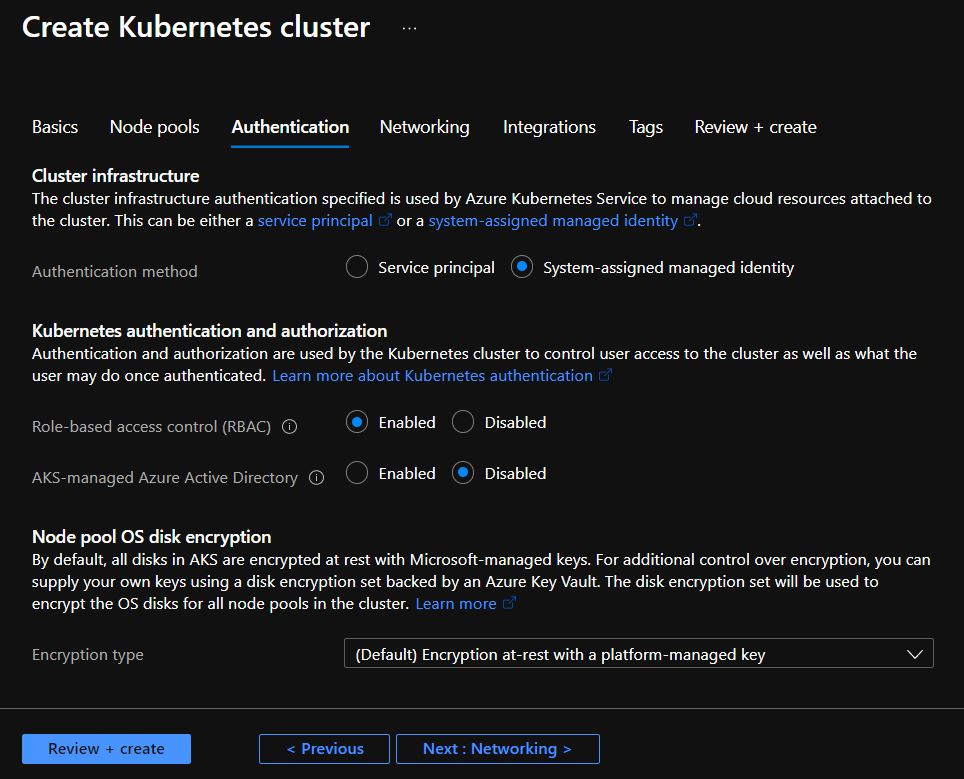 Create Kubernetes cluster ...
Basics Node pools Authentication Networking Integrations Tags Review + create
Cluster infrastructure
The cluster infrastructure authentication specified is used by Azure Kubernetes Service to manage cloud resources attached to
the cluster. This can be either a service principal or a system-assigned managed identity.
Authentication method Service principal System-assigned managed identity
Kubernetes authentication and authorization
Authentication and authorization are used by the Kubernetes cluster to control user access to the cluster as well as what the
user may do once authenticated. Learn more about Kubernetes authentication
Role-based access control (RBAC) Enabled Disabled
AKS-managed Azure Active Directory Enabled Disabled
Node pool OS disk encryption
By default, all disks in AKS are encrypted at rest with Microsoft-managed keys. For additional control over encryption, you can
supply your own keys using a disk encryption set backed by an Azure Key Vault. The disk encryption set will be used to
encrypt the OS disks for all node pools in the cluster. Learn more
Encryption type (Default) Encryption at-rest with a platform-managed key
Review + create < Previous Next : Networking >